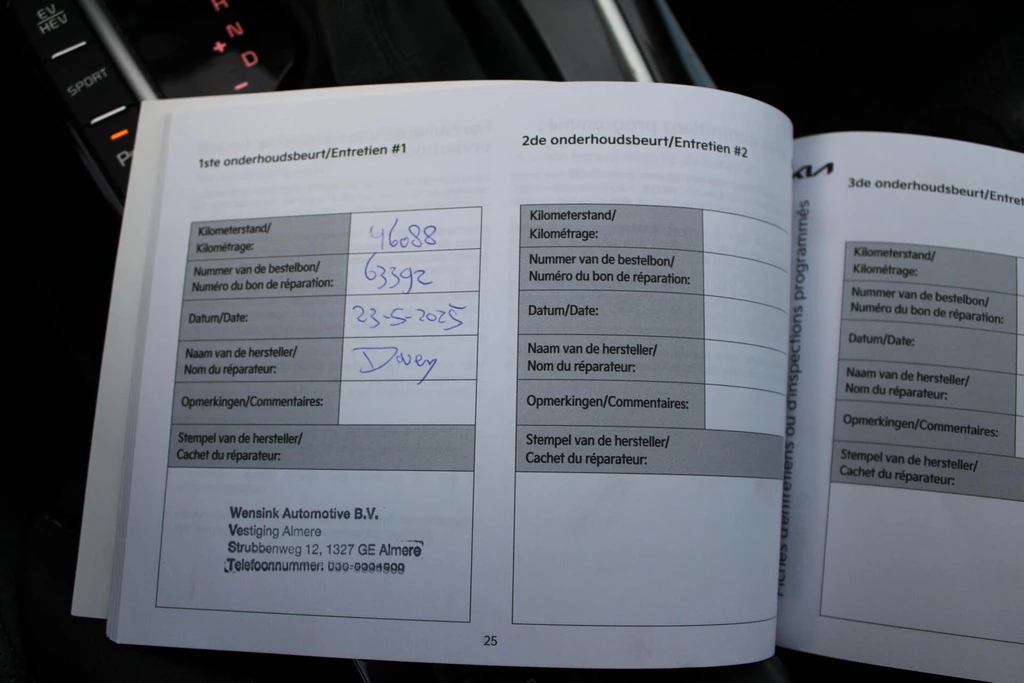 EV/
HEV
SPORT
P
R
N
+
D
-
1ste onderhoudsbeurt/Entretien #1
Kilometerstand/
Kilométrage:
46088
Nummer van de bestelbon/
Numéro du bon de réparation:
63392
Datum/Date:
23-5-2025
Naam van de hersteller/
Nom du réparateur:
Davey
Opmerkingen/Commentaires:
Stempel van de hersteller/
Cachet du réparateur:
Wensink Automotive B.V.
Vestiging Almere
Strubbenweg 12, 1327 GE Almere
Telefoonnummer:
25
2de onderhoudsbeurt/Entretien #2
Kilometerstand/
Kilométrage:
Nummer van de bestelbon/
Numéro du bon de réparation:
Datum/Date:
Naam van de hersteller/
Nom du réparateur:
Opmerkingen/Commentaires:
Stempel van de hersteller/
Cachet du réparateur:
ou d'inspections programmés
3de onderhoudsbeurt/Entret
Kilometerstand/
Kilométrage:
Nummer van de bestelbon/
Numéro du bon de réparation:
Datum/Date:
Naam van de hersteller/
Nom du réparateur:
Opmerkingen/Commentaires:
Stempel van de hersteller/
Cachet du réparateur: